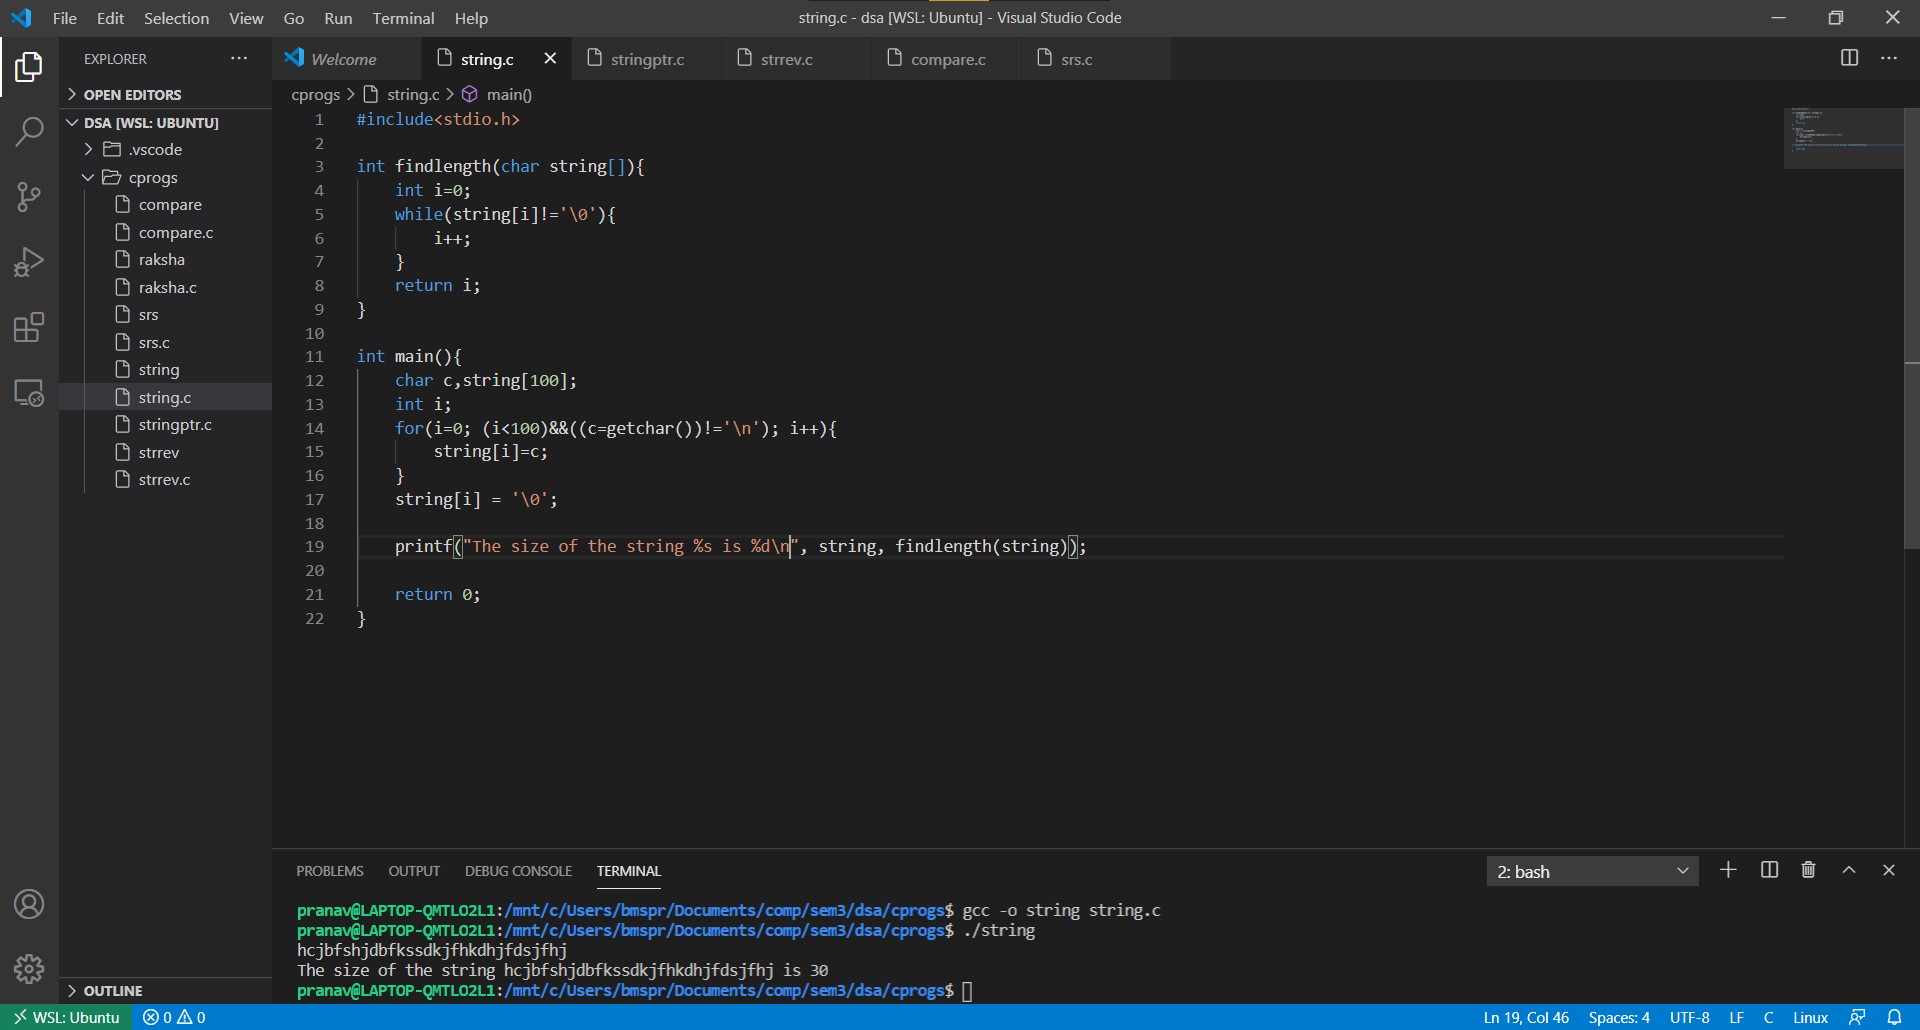 File Edit Selection View Go Run Terminal Help
string.c - dsa [WSL: Ubuntu] - Visual Studio Code
EXPLORER
OPEN EDITORS
DSA [WSL: UBUNTU]
.vscode
cprogs
compare
compare.c
raksha
raksha.c
srs
srs.c
string
string.c
stringptr.c
strrev
strrev.c
OUTLINE
Welcome string.c stringptr.c strrev.c compare.c srs.c
cprogs > string.c > main()
1 #include<stdio.h>
2
3 int findlength(char string[]){
4     int i=0;
5     while(string[i]!='\0'){
6         i++;
7     }
8     return i;
9 }
10
11 int main(){
12     char c,string[100];
13     int i;
14     for(i=0; (i<100)&&((c=getchar())!='\n'); i++){
15         string[i]=c;
16     }
17     string[i] = '\0';
18
19     printf("The size of the string %s is %d\n", string, findlength(string));
20
21     return 0;
22 }
PROBLEMS OUTPUT DEBUG CONSOLE TERMINAL
2: bash
pranav@LAPTOP-QMTLO2L1:/mnt/c/Users/bmspr/Documents/comp/sem3/dsa/cprogs$ gcc -o string string.c
pranav@LAPTOP-QMTLO2L1:/mnt/c/Users/bmspr/Documents/comp/sem3/dsa/cprogs$ ./string
hcjbfshjdbfkssdkjfhkdhjfdsjfhj
The size of the string hcjbfshjdbfkssdkjfhkdhjfdsjfhj is 30
pranav@LAPTOP-QMTLO2L1:/mnt/c/Users/bmspr/Documents/comp/sem3/dsa/cprogs$
WSL: Ubuntu 0 0
Ln 19, Col 46 Spaces: 4 UTF-8 LF C Linux